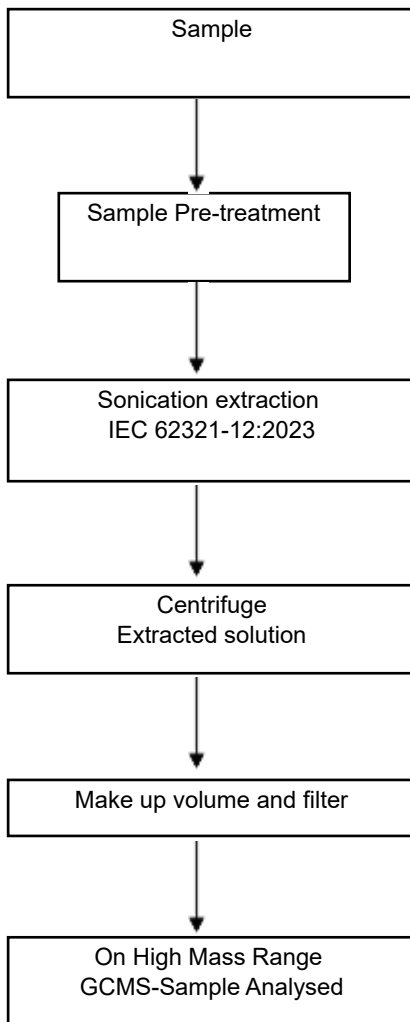 Sample
Sample Pre-treatment
Sonication extraction
IEC 62321-12:2023
Centrifuge
Extracted solution
Make up volume and filter
On High Mass Range
GCMS-Sample Analysed